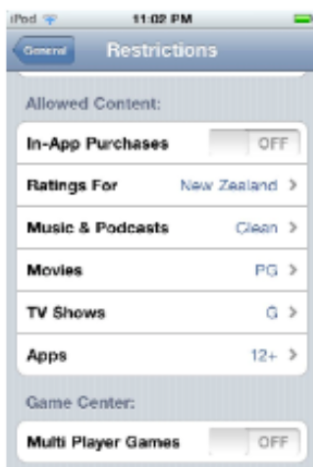 iPod 11:02 PM
General Restrictions
Allowed Content:
In-App Purchases OFF
Ratings For New Zealand
Music & Podcasts Clean
Movies PG
TV Shows G
Apps 12+
Game Center:
Multi Player Games OFF